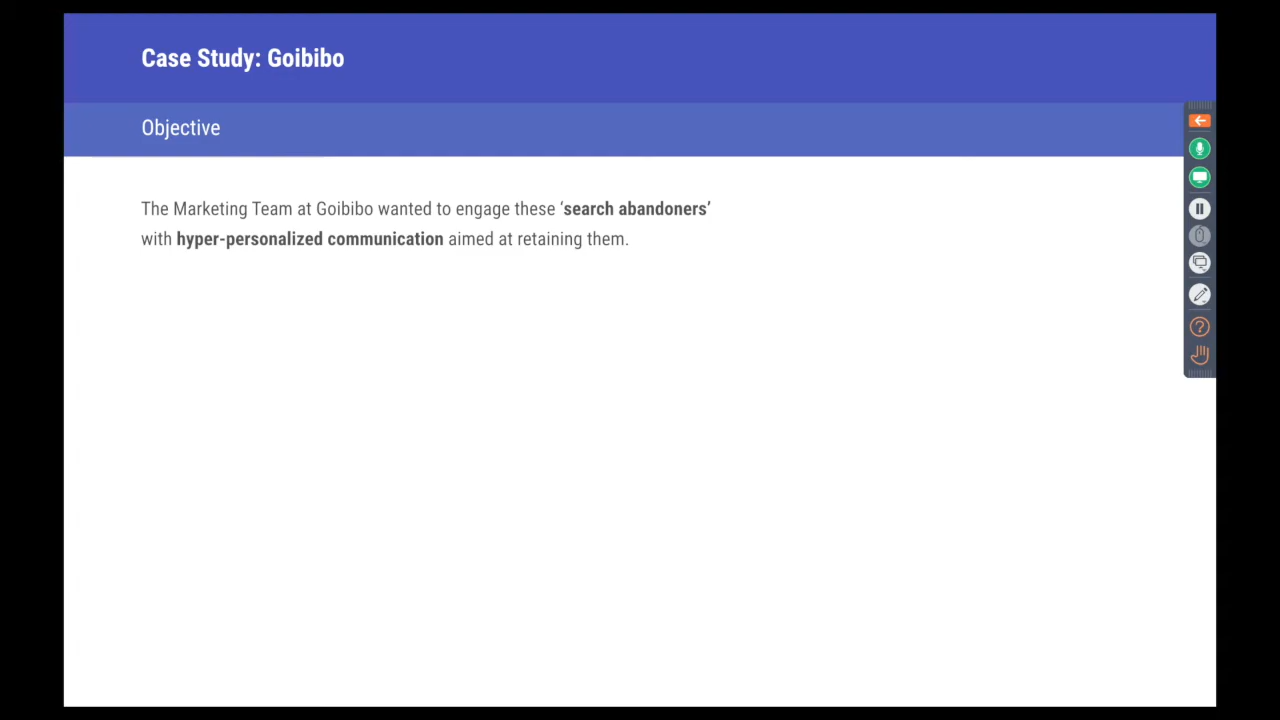 Case Study: Goibibo
Objective
The Marketing Team at Goibibo wanted to engage these ‘search abandoners’
with hyper-personalized communication aimed at retaining them.